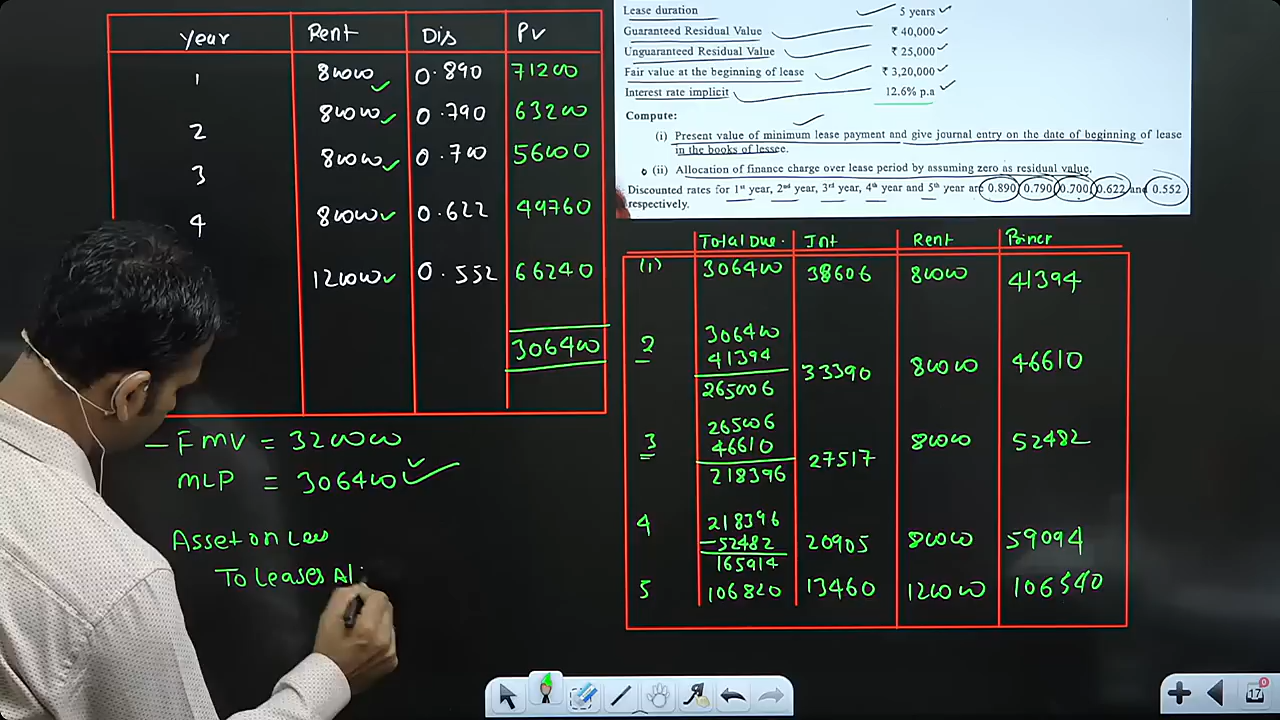 Year Rent Dis PV
1 80000 0.890 71200
2 80000 0.790 63200
3 80000 0.700 56000
4 80000 0.622 49760
120000 0.552 66240
306400
- FMV = 320000
MLP = 306400
Asset on Leas
To Leases A/
Lease duration 5 years
Guaranteed Residual Value ₹ 40,000
Unguaranteed Residual Value ₹ 25,000
Fair value at the beginning of lease ₹ 3,20,000
Interest rate implicit 12.6% p.a
Compute:
(i) Present value of minimum lease payment and give journal entry on the date of beginning of lease
in the books of lessee.
(ii) Allocation of finance charge over lease period by assuming zero as residual value.
Discounted rates for 1st year, 2nd year, 3rd year, 4th year and 5th year are 0.890, 0.790, 0.700, 0.622 and 0.552
respectively.
Total Due. Int Rent
(1) 306400 38606 80000 41394
2 306400
41394
265006 33390 80000 46610
3 265006
46610
218396 27517 80000 52482
4 218396
-52482
165914 20905 80000 59094
5 106820 13460 120000 106540
17